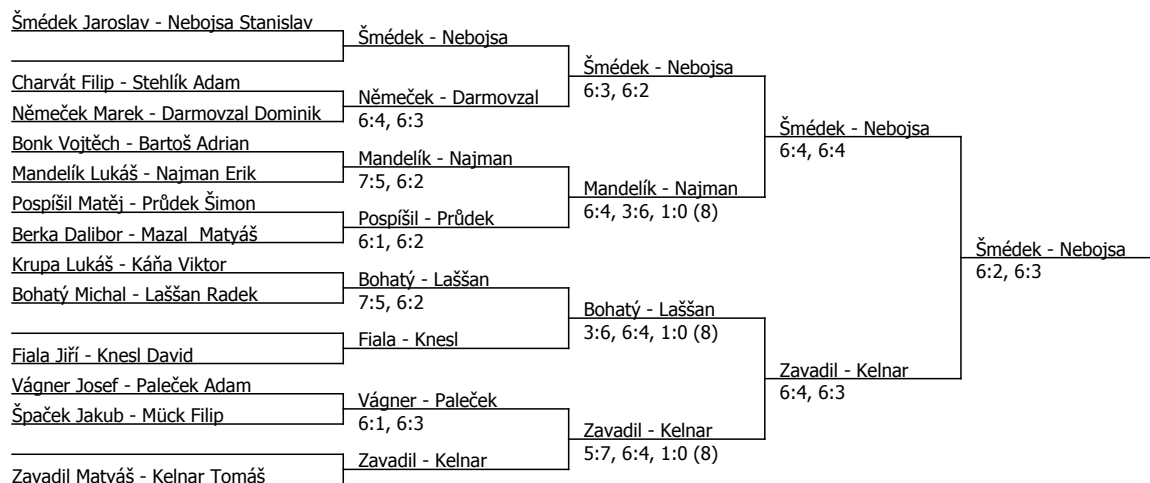 Šmédek Jaroslav - Nebojsa Stanislav
Šmédek - Nebojsa
Charvát Filip - Stehlík Adam
Němeček Marek - Darmovzal Dominik
Němeček - Darmovzal
6:4, 6:3
Šmédek - Nebojsa
6:3, 6:2
Bonk Vojtěch - Bartoš Adrian
Mandelík Lukáš - Najman Erik
Mandelík - Najman
7:5, 6:2
Pospíšil Matěj - Průdek Šimon
Berka Dalibor - Mazal  Matyáš
Pospíšil - Průdek
6:1, 6:2
Mandelík - Najman
6:4, 3:6, 1:0 (8)
Šmédek - Nebojsa
6:4, 6:4
Krupa Lukáš - Káňa Viktor
Bohatý Michal - Laššan Radek
Bohatý - Laššan
7:5, 6:2
Fiala Jiří - Knesl David
Fiala - Knesl
Bohatý - Laššan
3:6, 6:4, 1:0 (8)
Vágner Josef - Paleček Adam
Špaček Jakub - Mück Filip
Vágner - Paleček
6:1, 6:3
Zavadil Matyáš - Kelnar Tomáš
Zavadil - Kelnar
Zavadil - Kelnar
5:7, 6:4, 1:0 (8)
Zavadil - Kelnar
6:4, 6:3
Šmédek - Nebojsa
6:2, 6:3